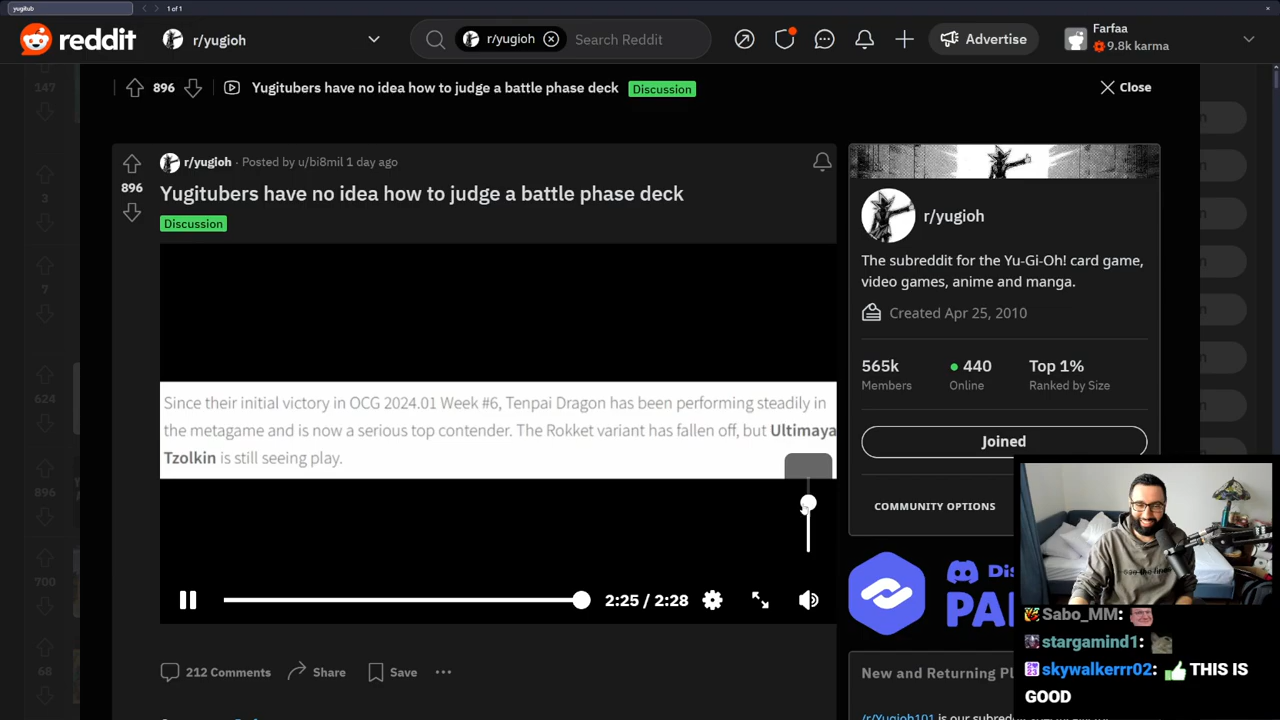 yugitub
1 of 1
reddit
r/yugioh
r/yugioh
Search Reddit
Advertise
Farfaa
9.8k karma
147
3
7
624
896
700
68
896
Yugitubers have no idea how to judge a battle phase deck
Discussion
Close
896
r/yugioh · Posted by u/bi8mil 1 day ago
Yugitubers have no idea how to judge a battle phase deck
Discussion
Since their initial victory in OCG 2024.01 Week #6, Tenpai Dragon has been performing steadily in
the metagame and is now a serious top contender. The Rokket variant has fallen off, but Ultimaya
Tzolkin is still seeing play.
2:25 / 2:28
212 Comments
Share
Save
r/yugioh
The subreddit for the Yu-Gi-Oh! card game,
video games, anime and manga.
Created Apr 25, 2010
565k
440
Top 1%
Members
Online
Ranked by Size
Joined
COMMUNITY OPTIONS
Dis
PA
New and Returning Pl
/r/Yugioh101 is our subred
Sabo_MM:
stargamind1:
skywalkerrr02: THIS IS
GOOD